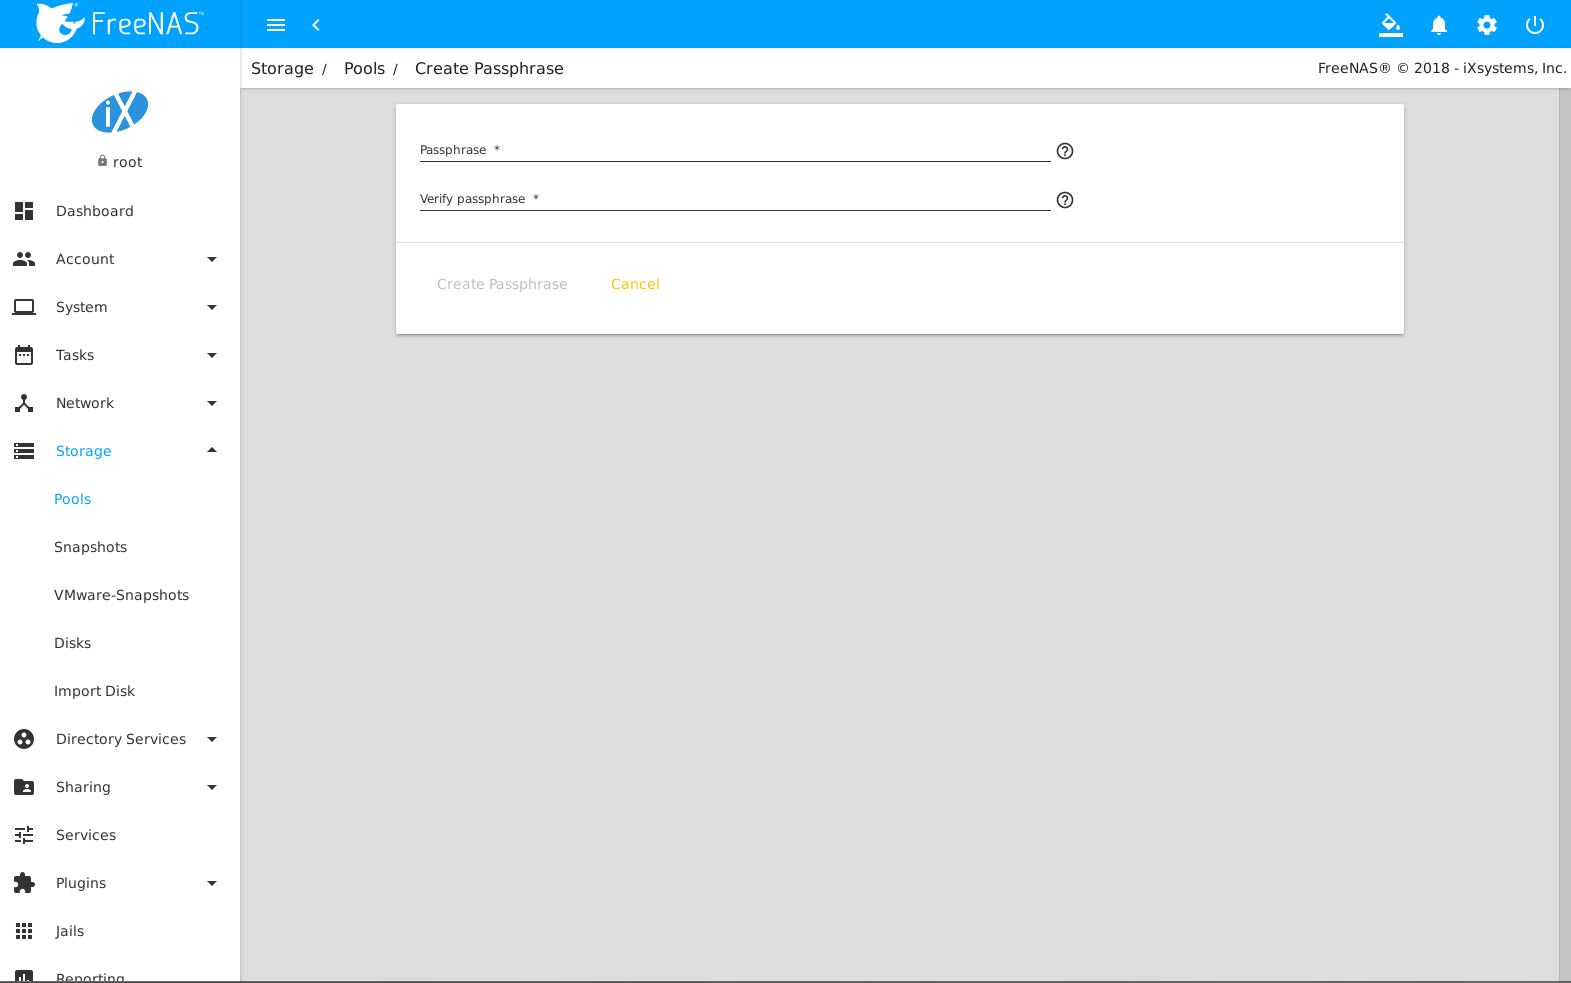 FreeNAS™
Storage / Pools / Create Passphrase
FreeNAS® © 2018 - iXsystems, Inc.
iX
root
Dashboard
Account
System
Tasks
Network
Storage
Pools
Snapshots
VMware-Snapshots
Disks
Import Disk
Directory Services
Sharing
Services
Plugins
Jails
Reporting
Passphrase *
Verify passphrase *
Create Passphrase
Cancel